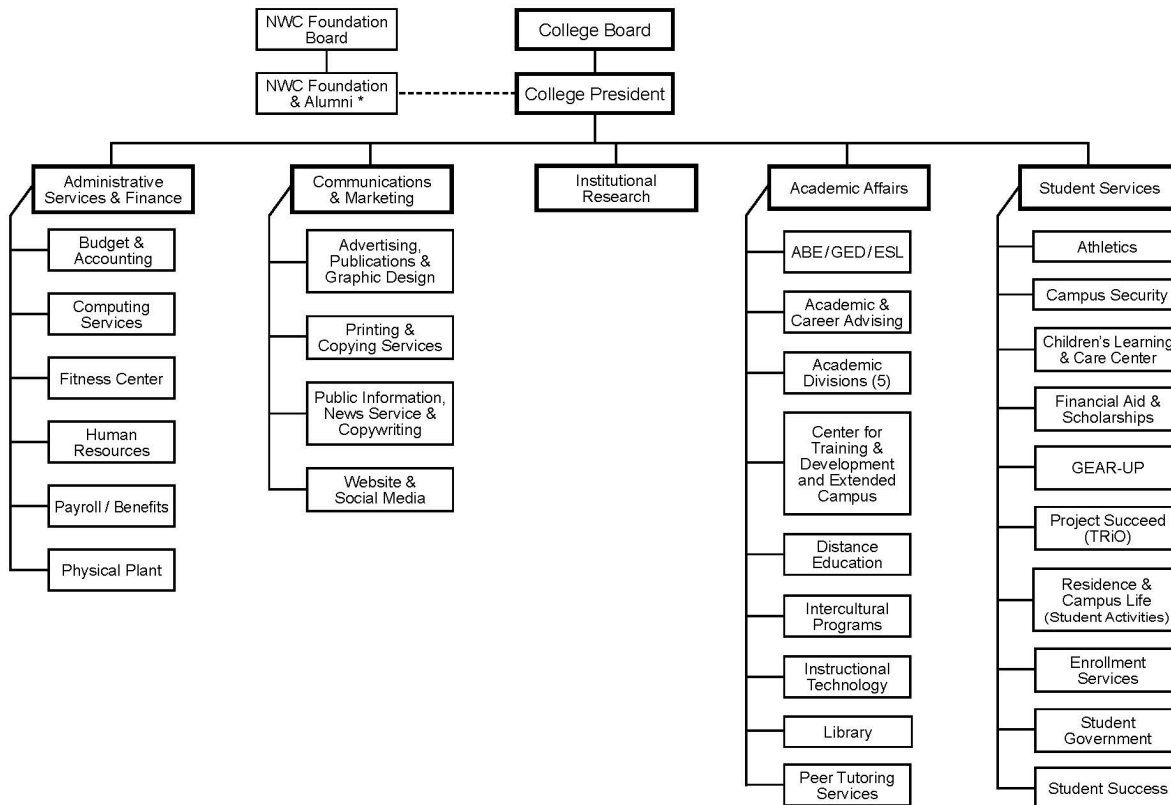 NWC Foundation
Board
College Board
NWC Foundation
& Alumni *
College President
Administrative
Services & Finance
Communications
& Marketing
Institutional
Research
Academic Affairs
Student Services
Budget &
Accounting
Computing
Services
Fitness Center
Human
Resources
Payroll / Benefits
Physical Plant
Advertising,
Publications &
Graphic Design
Printing &
Copying Services
Public Information,
News Service &
Copywriting
Website &
Social Media
ABE/GED/ESL
Academic &
Career Advising
Academic
Divisions (5)
Center for
Training &
Development
and Extended
Campus
Distance
Education
Intercultural
Programs
Instructional
Technology
Library
Peer Tutoring
Services
Athletics
Campus Security
Children's Learning
& Care Center
Financial Aid &
Scholarships
GEAR-UP
Project Succeed
(TRiO)
Residence &
Campus Life
(Student Activities)
Enrollment
Services
Student
Government
Student Success